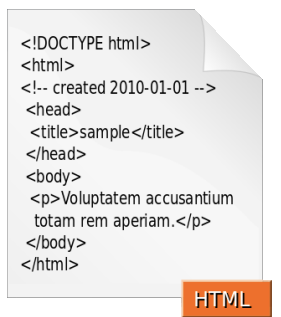 <!DOCTYPE html>
<html>
<!-- created 2010-01-01 -->
<head>
<title>sample</title>
</head>
<body>
<p>Voluptatem accusantium
totam rem aperiam.</p>
</body>
</html>
HTML